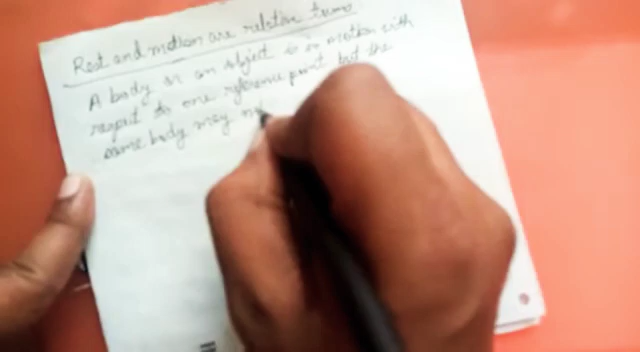 Rest and motion are relative terms
A body or an object is in motion with
respect to one reference point but the
same body may